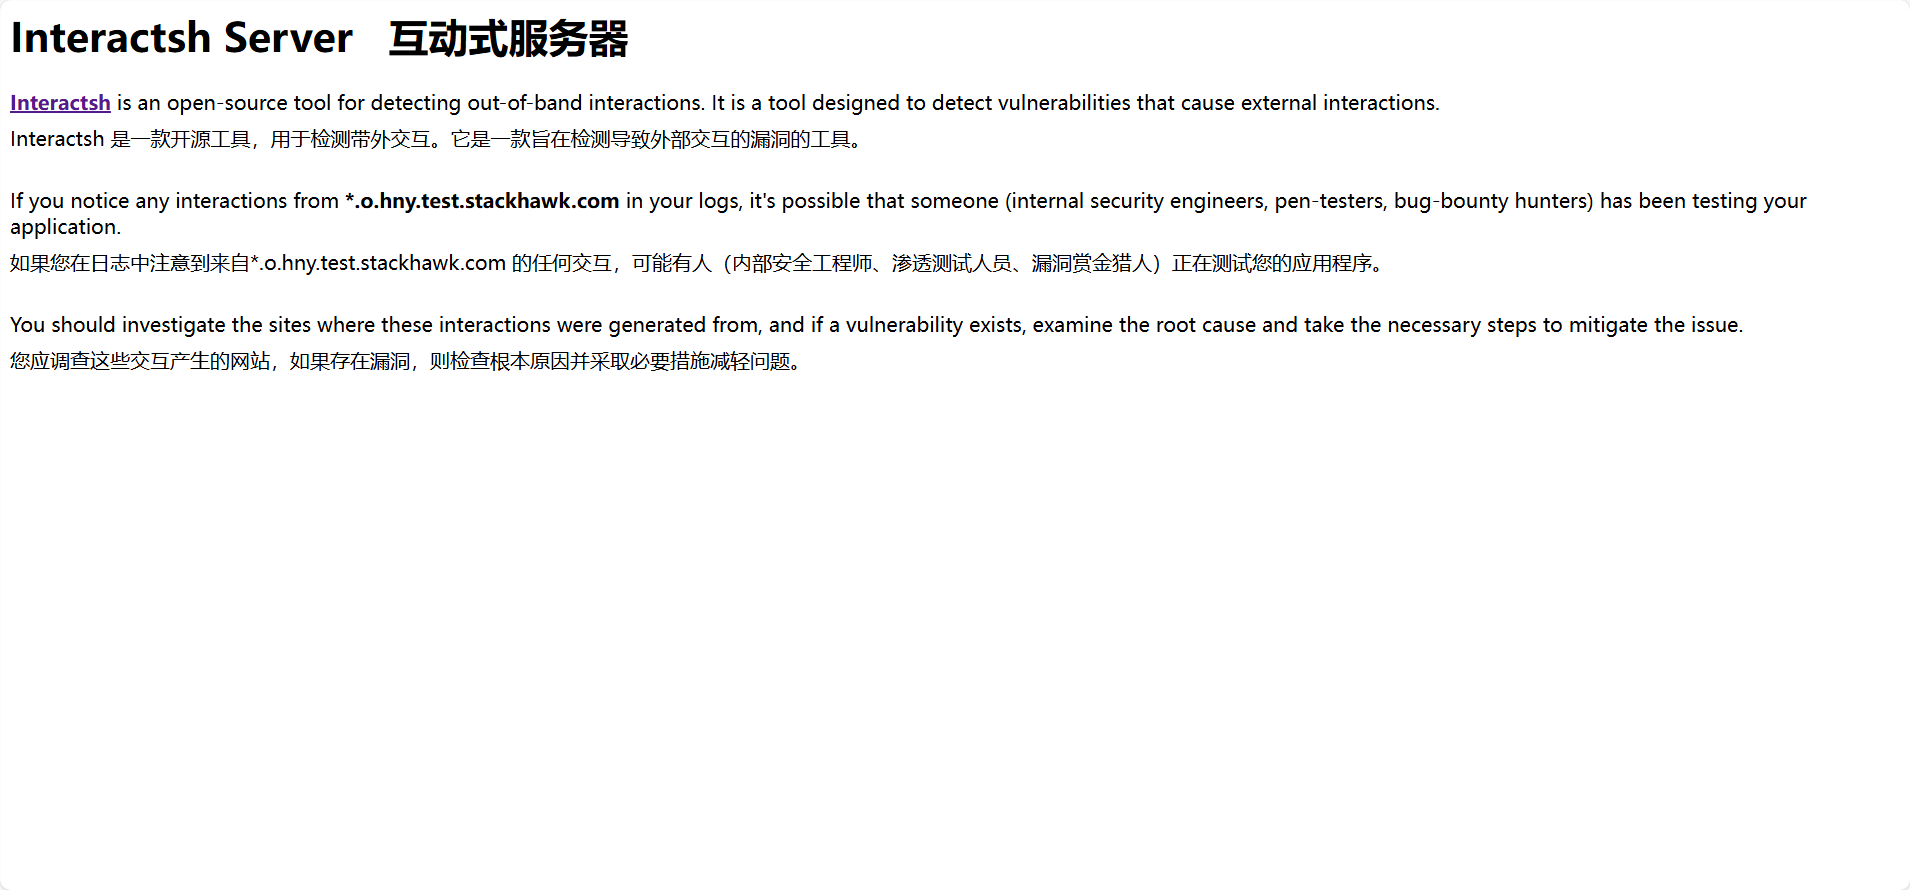 Interactsh Server 互动式服务器
Interactsh is an open-source tool for detecting out-of-band interactions. It is a tool designed to detect vulnerabilities that cause external interactions.
Interactsh 是一款开源工具，用于检测带外交互。它是一款旨在检测导致外部交互的漏洞的工具。
If you notice any interactions from *.o.hny.test.stackhawk.com in your logs, it's possible that someone (internal security engineers, pen-testers, bug-bounty hunters) has been testing your
application.
如果您在日志中注意到来自*.o.hny.test.stackhawk.com 的任何交互，可能有人（内部安全工程师、渗透测试人员、漏洞赏金猎人）正在测试您的应用程序。
You should investigate the sites where these interactions were generated from, and if a vulnerability exists, examine the root cause and take the necessary steps to mitigate the issue.
您应调查这些交互产生的网站，如果存在漏洞，则检查根本原因并采取必要措施减轻问题。